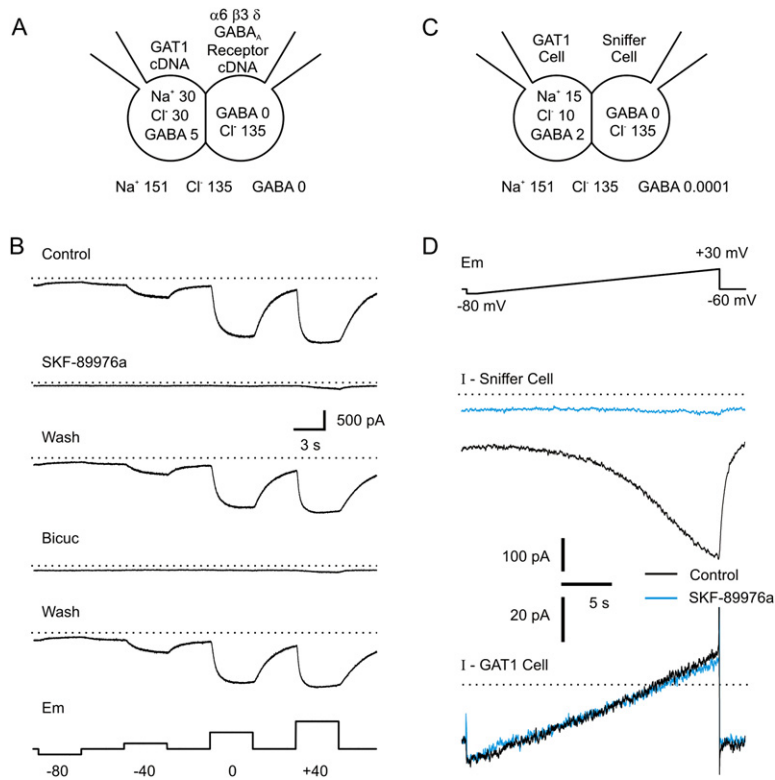 A
GAT1
cDNA
α6 β3 δ
GABA_A
Receptor
cDNA
Na⁺ 30
Cl⁻ 30
GABA 5
GABA 0
Cl⁻ 135
Na⁺ 151 Cl⁻ 135 GABA 0
B
Control
SKF-89976a
500 pA
3 s
Wash
Bicuc
Wash
Em
-80 -40 0 +40
C
GAT1
Cell
Sniffer
Cell
Na⁺ 15
Cl⁻ 10
GABA 2
GABA 0
Cl⁻ 135
Na⁺ 151 Cl⁻ 135 GABA 0.0001
D
Em
+30 mV
-80 mV
-60 mV
I - Sniffer Cell
100 pA
5 s
20 pA
Control
SKF-89976a
I - GAT1 Cell